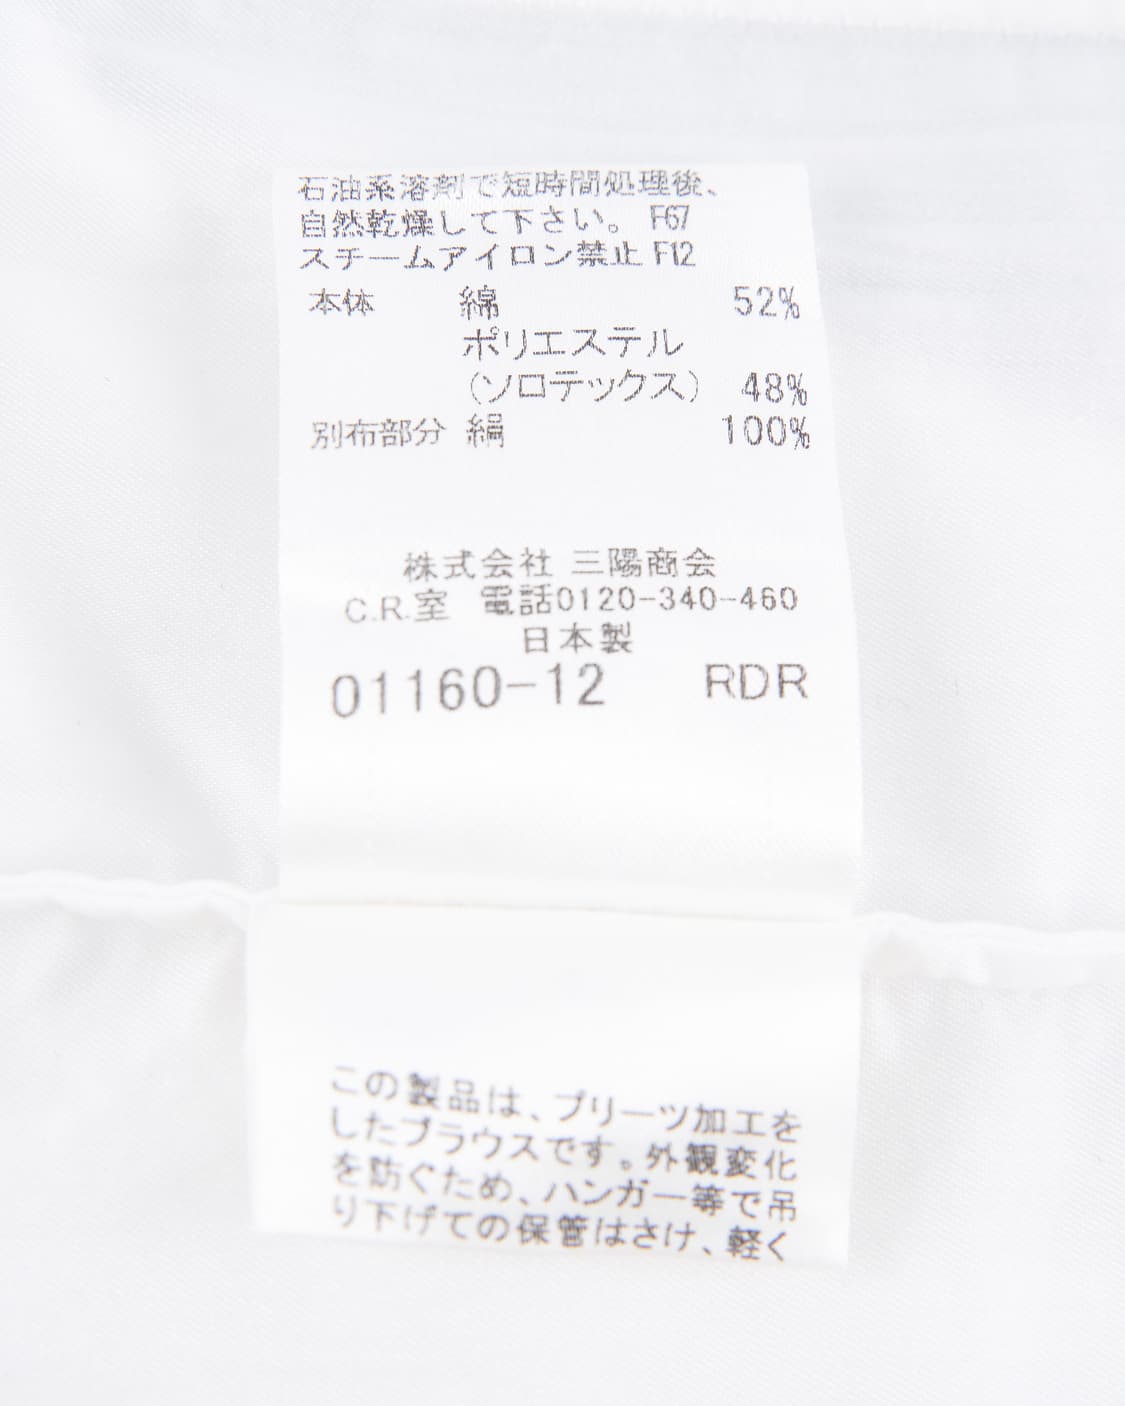 石油系溶剤で短時間処理後、
自然乾燥して下さい。 F67
スチームアイロン禁止 F12
本体 綿 52%
ポリエステル
(ソロテックス) 48%
別布部分 絹 100%
株式会社 三陽商会
C.R.室 電話0120-340-460
日本製
01160-12 RDR
この製品は、プリーツ加工を
したブラウスです。外観変化
を防ぐため、ハンガー等で吊
り下げての保管はさけ、軽く